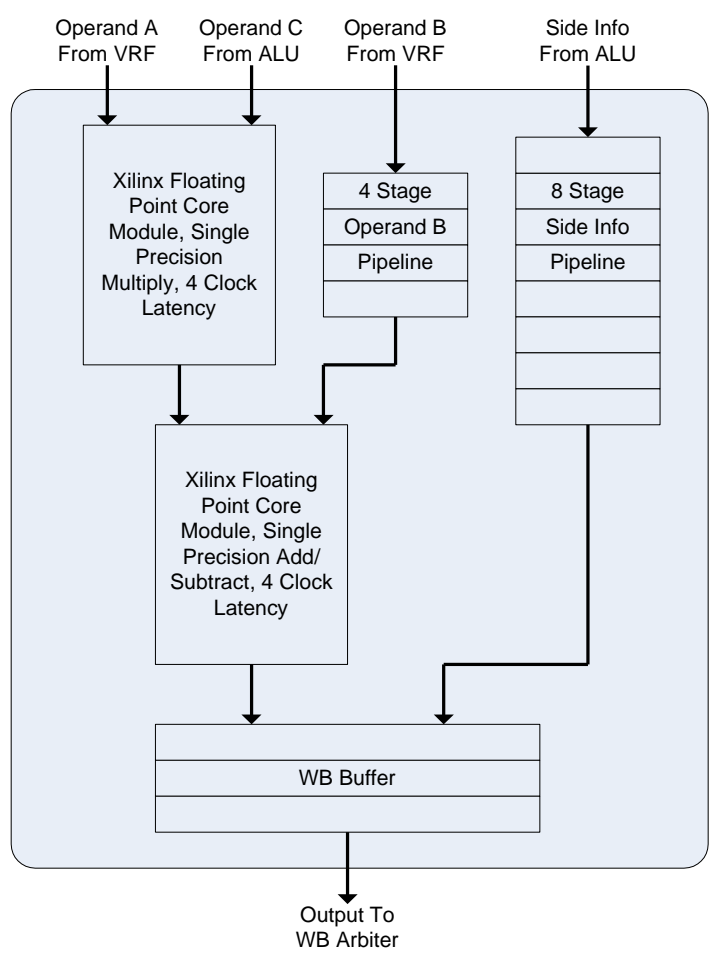 Operand A
From VRF
Operand C
From ALU
Operand B
From VRF
Side Info
From ALU
Xilinx Floating
Point Core
Module, Single
Precision
Multiply, 4 Clock
Latency
4 Stage
Operand B
Pipeline
8 Stage
Side Info
Pipeline
Xilinx Floating
Point Core
Module, Single
Precision Add/
Subtract, 4 Clock
Latency
WB Buffer
Output To
WB Arbiter